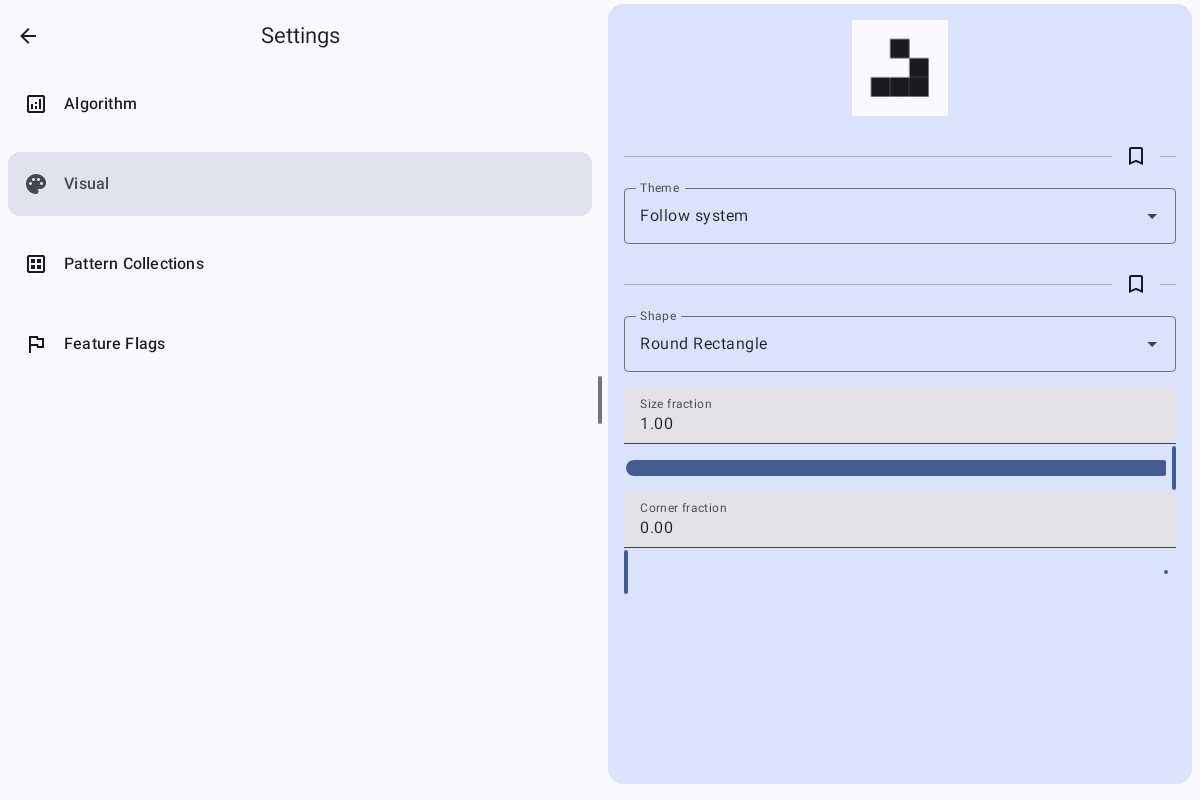 Settings
Algorithm
Visual
Pattern Collections
Feature Flags
Theme
Follow system
Shape
Round Rectangle
Size fraction
1.00
Corner fraction
0.00